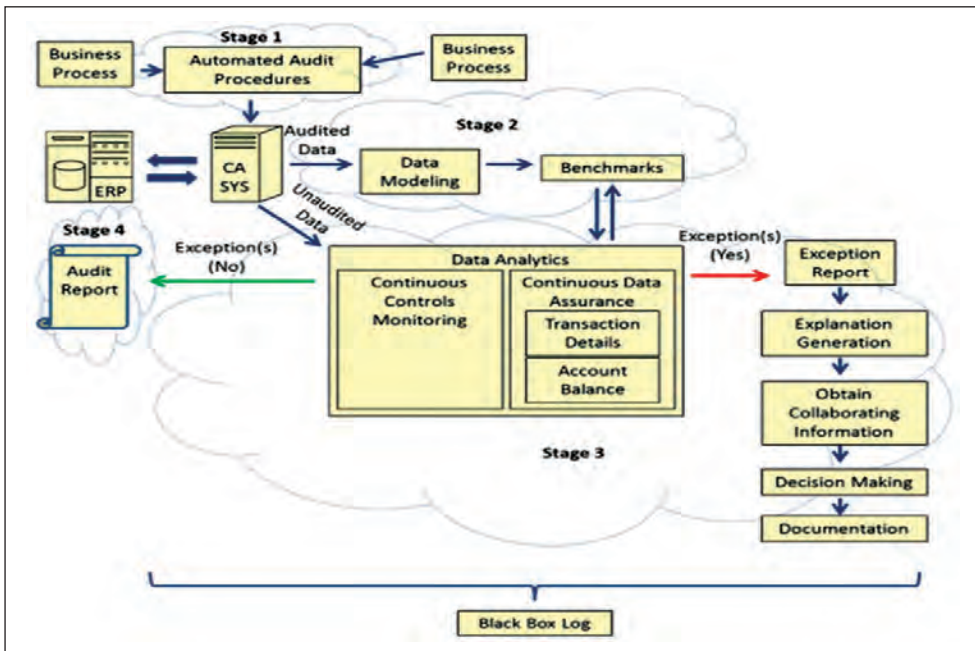 Stage 1
Business
Process
Automated Audit
Procedures
Business
Process
ERP
CA
SYS
Audited
Data
Unaudited
Data
Stage 2
Data
Modeling
Benchmarks
Stage 4
Audit
Report
Exception(s)
(No)
Data Analytics
Continuous
Controls
Monitoring
Continuous Data
Assurance
Transaction
Details
Account
Balance
Exception(s)
(Yes)
Exception
Report
Explanation
Generation
Obtain
Collaborating
Information
Decision Making
Documentation
Stage 3
Black Box Log